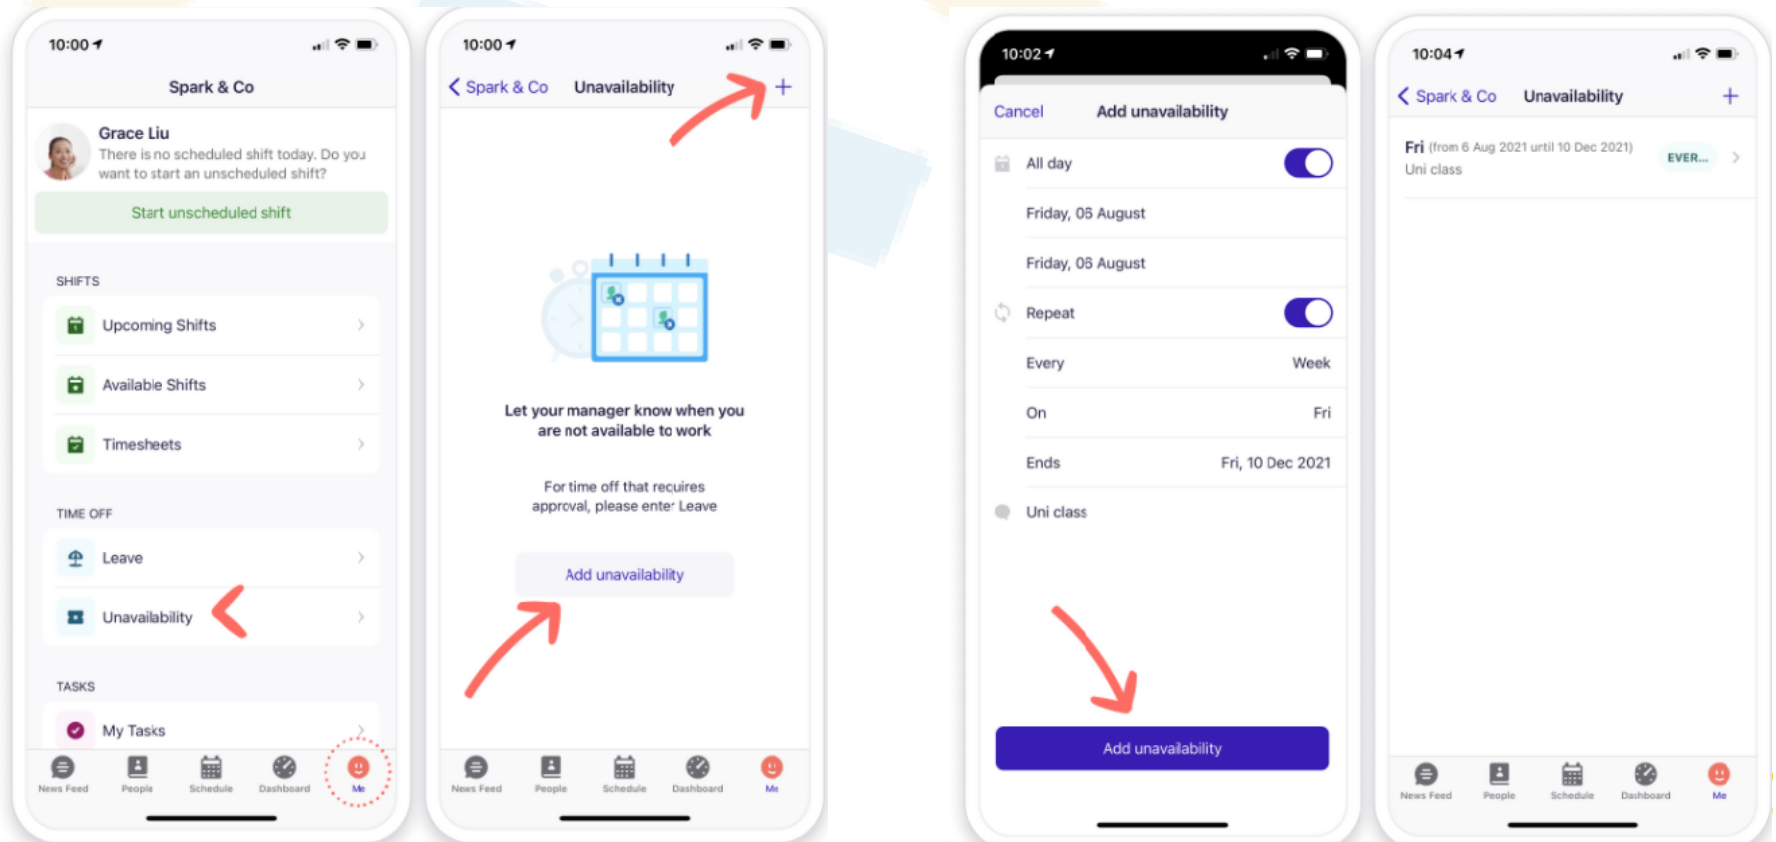 10:00
Spark & Co
Grace Liu
There is no scheduled shift today. Do you
want to start an unscheduled shift?
Start unscheduled shift
SHIFTS
Upcoming Shifts
Available Shifts
Timesheets
TIME OFF
Leave
Unavailability
TASKS
My Tasks
News Feed
People
Schedule
Dashboard
Me
10:00
Spark & Co
Unavailability
Let your manager know when you
are not available to work
For time off that requires
approval, please enter Leave
Add unavailability
News Feed
People
Schedule
Dashboard
Me
10:02
Cancel
Add unavailability
All day
Friday, 06 August
Friday, 06 August
Repeat
Every
Week
On
Fri
Ends
Fri, 10 Dec 2021
Uni class
Add unavailability
10:04
Spark & Co
Unavailability
Fri (from 6 Aug 2021 until 10 Dec 2021)
Uni class
EVER...
News Feed
People
Schedule
Dashboard
Me